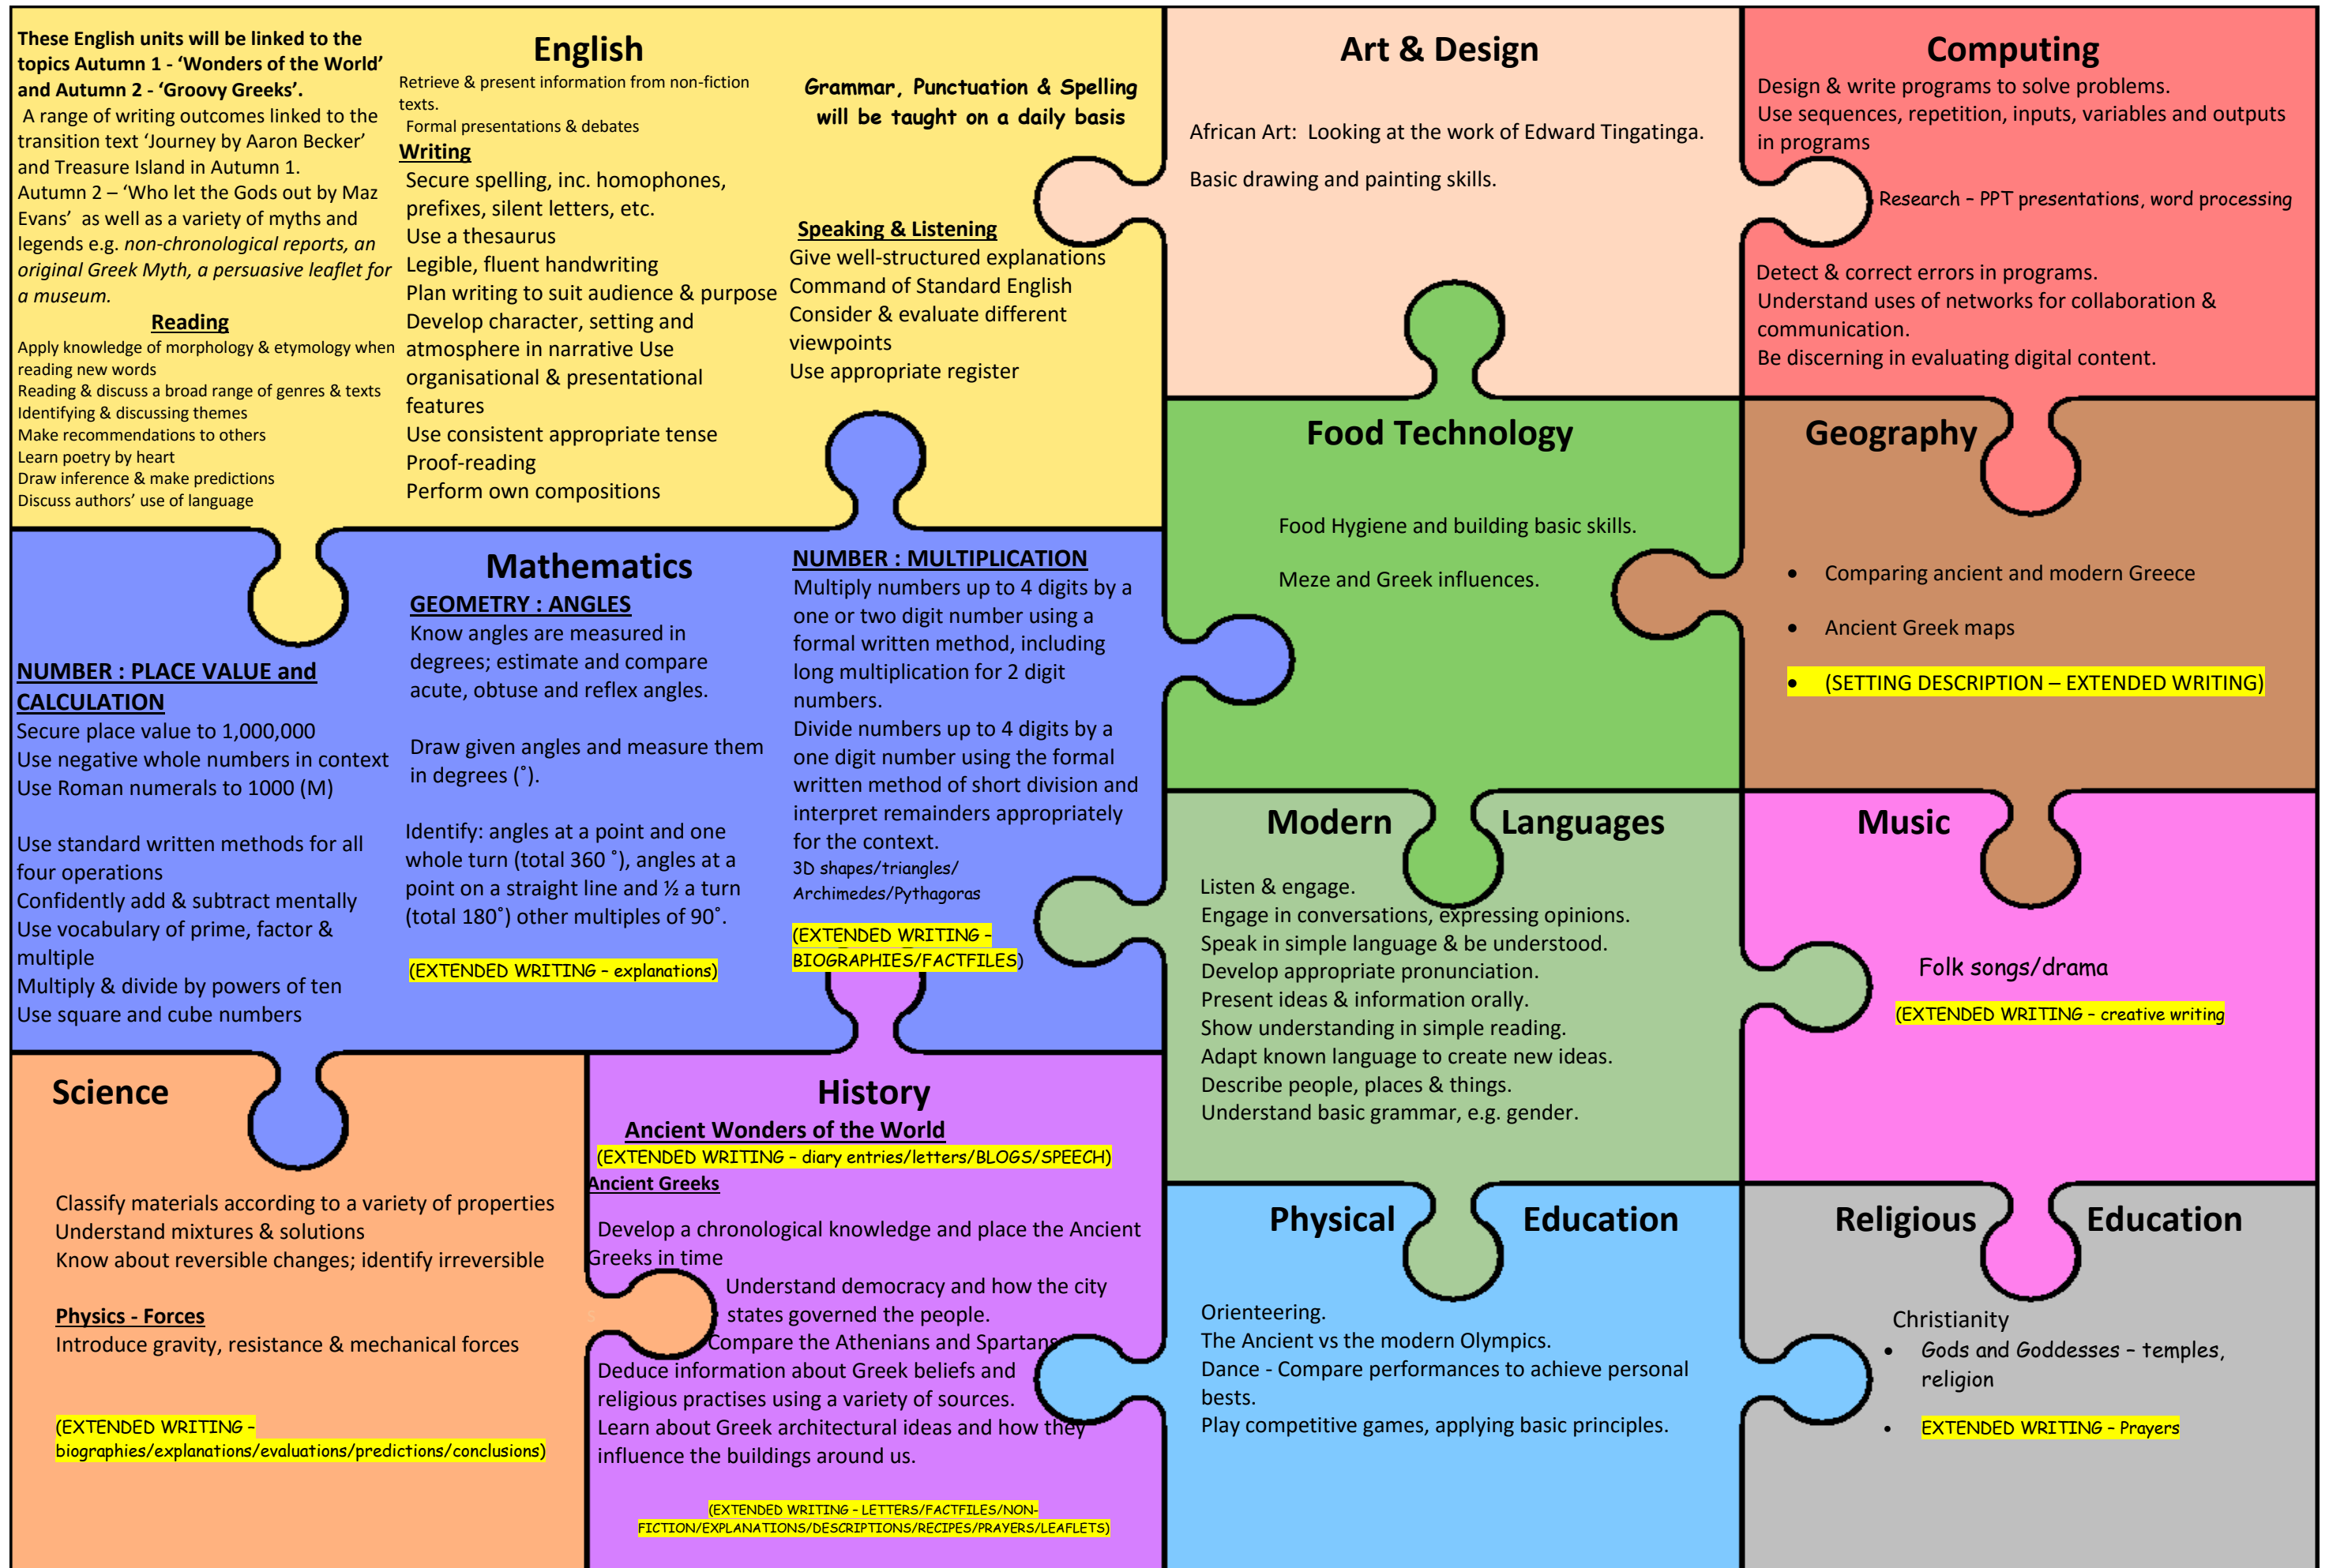 These English units will be linked to the
topics Autumn 1 - ‘Wonders of the World’
and Autumn 2 - ‘Groovy Greeks’.
A range of writing outcomes linked to the
transition text ‘Journey by Aaron Becker’
and Treasure Island in Autumn 1.
Autumn 2 – ‘Who let the Gods out by Maz
Evans’ as well as a variety of myths and
legends e.g. non-chronological reports, an
original Greek Myth, a persuasive leaflet for
a museum.
Reading
Apply knowledge of morphology & etymology when
reading new words
Reading & discuss a broad range of genres & texts
Identifying & discussing themes
Make recommendations to others
Learn poetry by heart
Draw inference & make predictions
Discuss authors’ use of language
English
Retrieve & present information from non-fiction
texts.
Formal presentations & debates
Writing
Secure spelling, inc. homophones,
prefixes, silent letters, etc.
Use a thesaurus
Legible, fluent handwriting
Plan writing to suit audience & purpose
Develop character, setting and
atmosphere in narrative Use
organisational & presentational
features
Use consistent appropriate tense
Proof-reading
Perform own compositions
Grammar, Punctuation & Spelling
will be taught on a daily basis
Speaking & Listening
Give well-structured explanations
Command of Standard English
Consider & evaluate different
viewpoints
Use appropriate register
Art & Design
African Art: Looking at the work of Edward Tingatinga.
Basic drawing and painting skills.
Computing
Design & write programs to solve problems.
Use sequences, repetition, inputs, variables and outputs
in programs
Research – PPT presentations, word processing
Detect & correct errors in programs.
Understand uses of networks for collaboration &
communication.
Be discerning in evaluating digital content.
Food Technology
Food Hygiene and building basic skills.
Meze and Greek influences.
Geography
• Comparing ancient and modern Greece
• Ancient Greek maps
• (SETTING DESCRIPTION – EXTENDED WRITING)
Mathematics
NUMBER : PLACE VALUE and
CALCULATION
Secure place value to 1,000,000
Use negative whole numbers in context
Use Roman numerals to 1000 (M)
Use standard written methods for all
four operations
Confidently add & subtract mentally
Use vocabulary of prime, factor &
multiple
Multiply & divide by powers of ten
Use square and cube numbers
GEOMETRY : ANGLES
Know angles are measured in
degrees; estimate and compare
acute, obtuse and reflex angles.
Draw given angles and measure them
in degrees (˚).
Identify: angles at a point and one
whole turn (total 360 ˚), angles at a
point on a straight line and ½ a turn
(total 180˚) other multiples of 90˚.
(EXTENDED WRITING – explanations)
NUMBER : MULTIPLICATION
Multiply numbers up to 4 digits by a
one or two digit number using a
formal written method, including
long multiplication for 2 digit
numbers.
Divide numbers up to 4 digits by a
one digit number using the formal
written method of short division and
interpret remainders appropriately
for the context.
3D shapes/triangles/
Archimedes/Pythagoras
(EXTENDED WRITING –
BIOGRAPHIES/FACTFILES)
Modern Languages
Listen & engage.
Engage in conversations, expressing opinions.
Speak in simple language & be understood.
Develop appropriate pronunciation.
Present ideas & information orally.
Show understanding in simple reading.
Adapt known language to create new ideas.
Describe people, places & things.
Understand basic grammar, e.g. gender.
Music
Folk songs/drama
(EXTENDED WRITING – creative writing
Science
Classify materials according to a variety of properties
Understand mixtures & solutions
Know about reversible changes; identify irreversible
Physics - Forces
Introduce gravity, resistance & mechanical forces
(EXTENDED WRITING –
biographies/explanations/evaluations/predictions/conclusions)
History
Ancient Wonders of the World
(EXTENDED WRITING – diary entries/letters/BLOGS/SPEECH)
Ancient Greeks
Develop a chronological knowledge and place the Ancient
Greeks in time
Understand democracy and how the city
states governed the people.
Compare the Athenians and Spartans
Deduce information about Greek beliefs and
religious practises using a variety of sources.
Learn about Greek architectural ideas and how they
influence the buildings around us.
(EXTENDED WRITING – LETTERS/FACTFILES/NON-
FICTION/EXPLANATIONS/DESCRIPTIONS/RECIPES/PRAYERS/LEAFLETS)
Physical Education
Orienteering.
The Ancient vs the modern Olympics.
Dance - Compare performances to achieve personal
bests.
Play competitive games, applying basic principles.
Religious Education
Christianity
• Gods and Goddesses – temples,
religion
• EXTENDED WRITING – Prayers